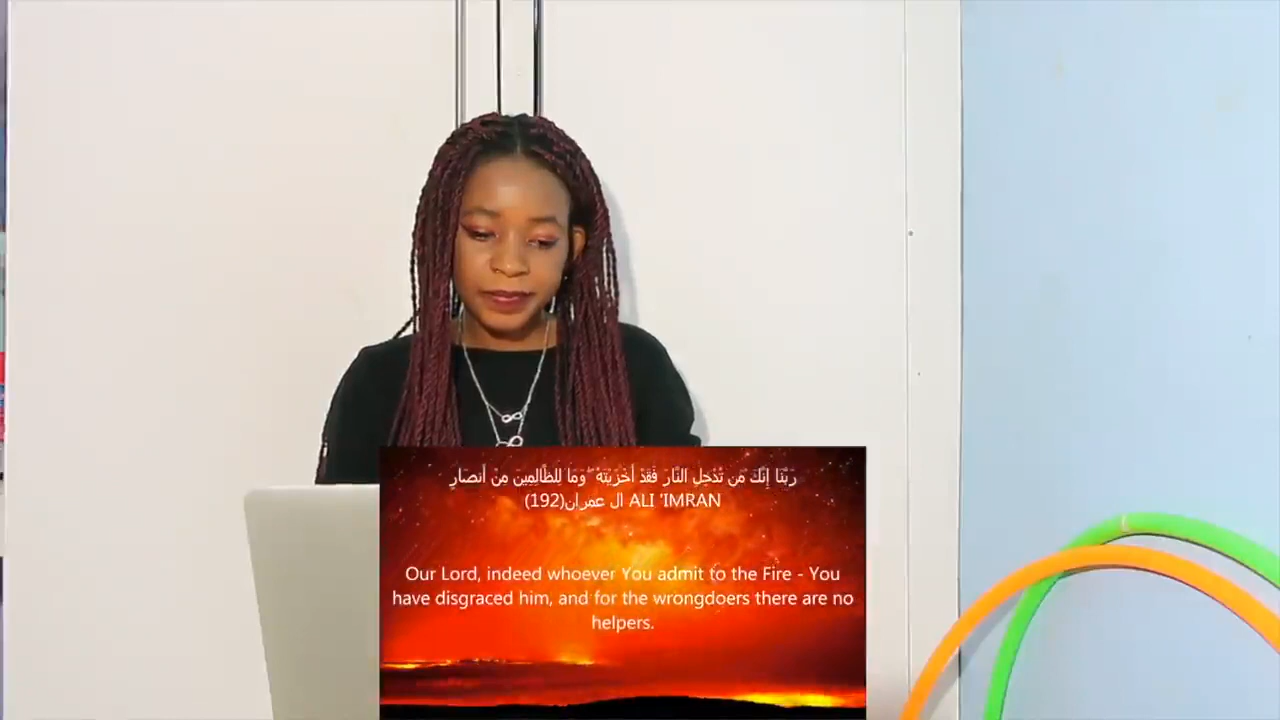 رَبَّنَا إِنَّكَ مَن تُدْخِلِ النَّارَ فَقَدْ أَخْزَيْتَهُ ۖ وَمَا لِلظَّالِمِينَ مِنْ أَنصَارٍ
(192)ال عمران ALI 'IMRAN
Our Lord, indeed whoever You admit to the Fire - You
have disgraced him, and for the wrongdoers there are no
helpers.